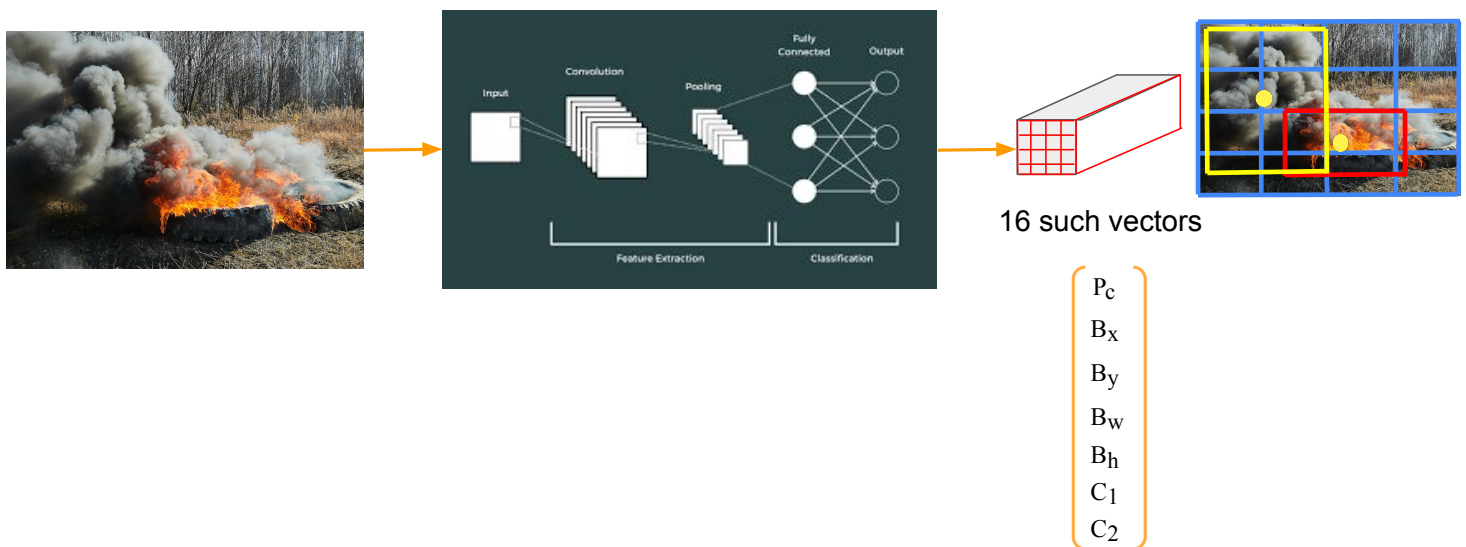 Input
Convolution
Pooling
Fully
Connected
Output
Feature Extraction
Classification
16 such vectors
Pc
Bx
By
Bw
Bh
C1
C2